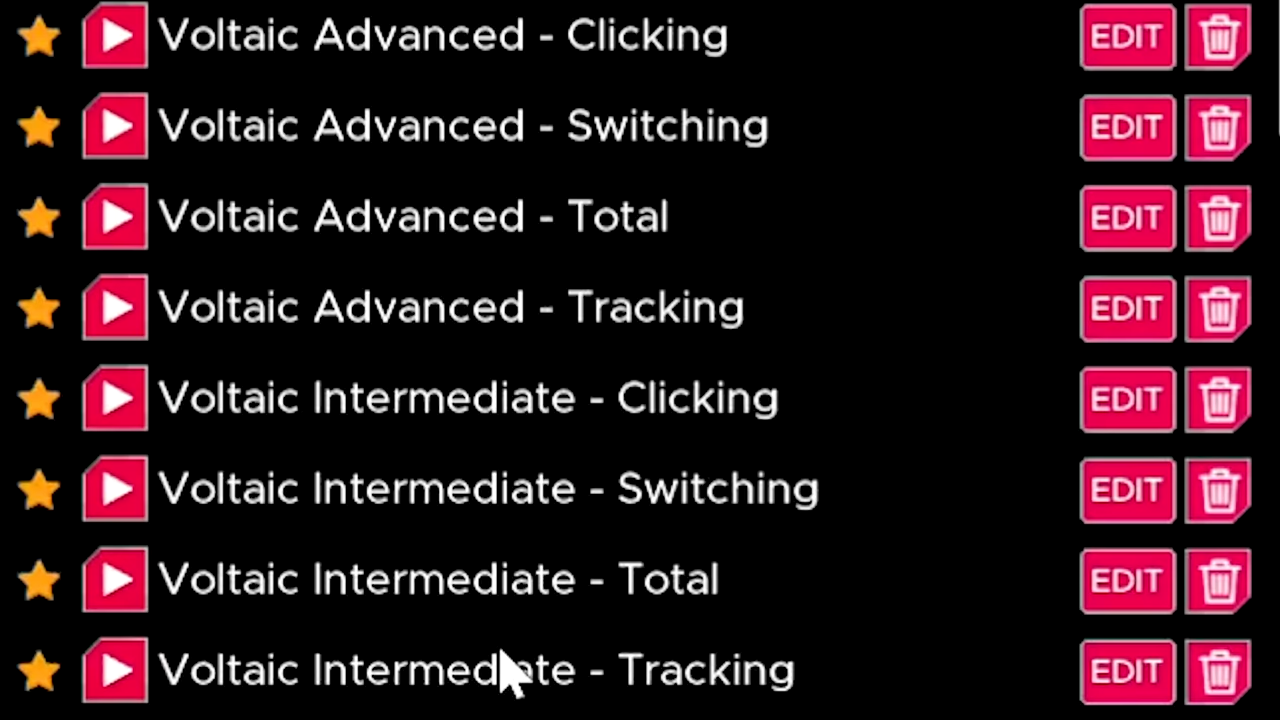 Voltaic Advanced - Clicking EDIT
Voltaic Advanced - Switching EDIT
Voltaic Advanced - Total EDIT
Voltaic Advanced - Tracking EDIT
Voltaic Intermediate - Clicking EDIT
Voltaic Intermediate - Switching EDIT
Voltaic Intermediate - Total EDIT
Voltaic Intermediate - Tracking EDIT